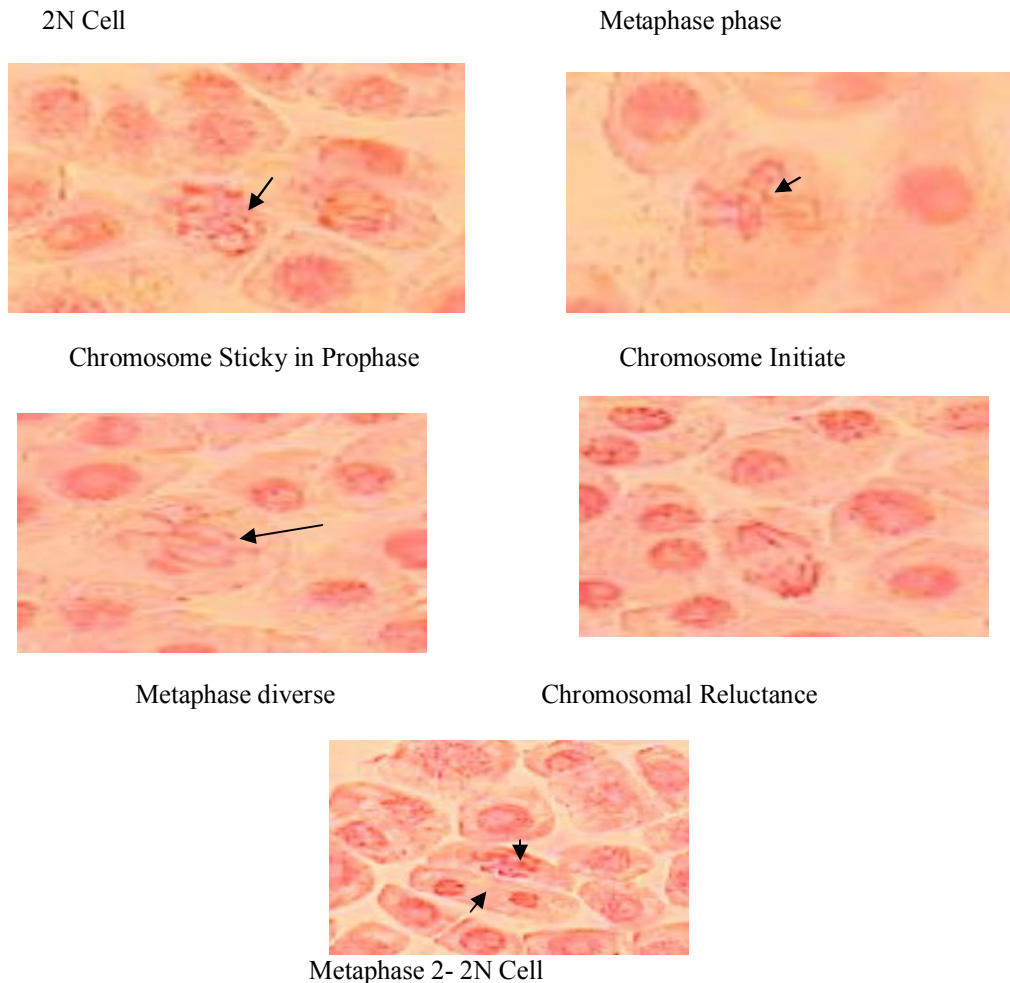 2N Cell
Metaphase phase
Chromosome Sticky in Prophase
Chromosome Initiate
Metaphase diverse
Chromosomal Reluctance
Metaphase 2- 2N Cell